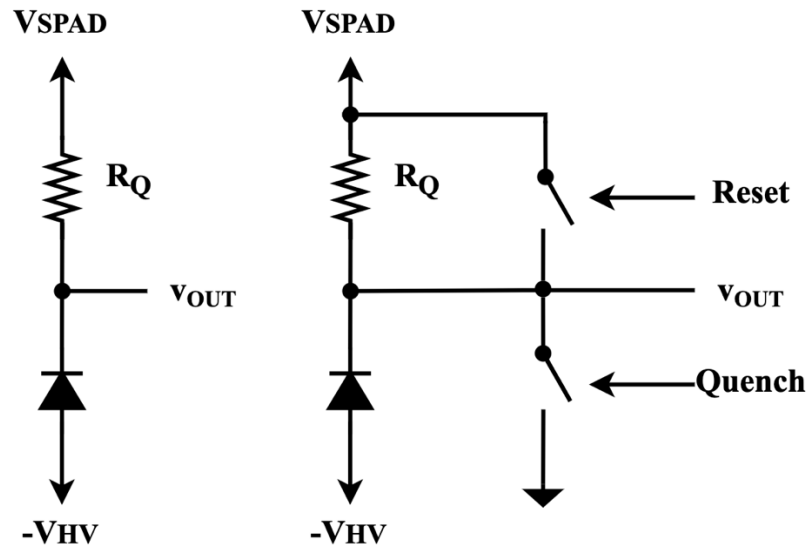 VSPAD
RQ
vOUT
-VHV
VSPAD
RQ
Reset
vOUT
Quench
-VHV